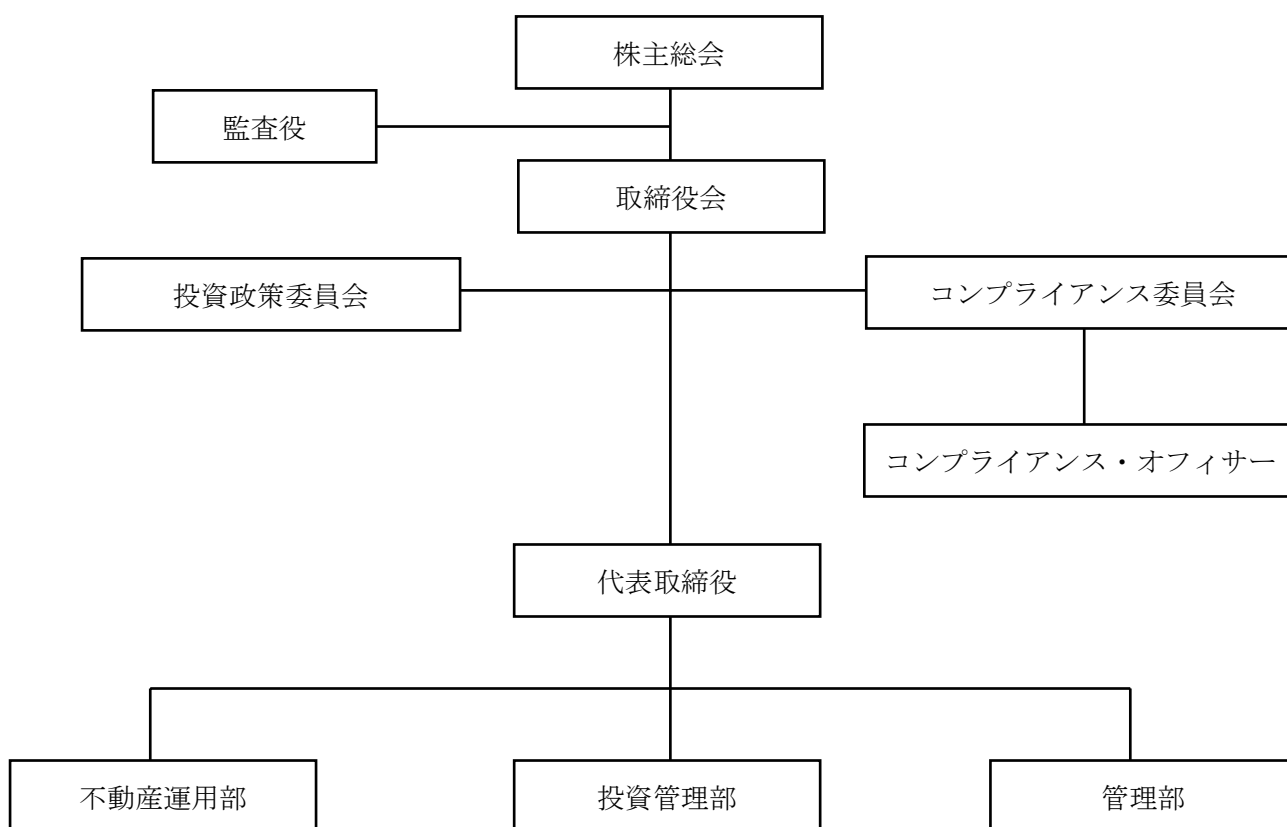 株主総会
監査役
取締役会
投資政策委員会
コンプライアンス委員会
コンプライアンス・オフィサー
代表取締役
不動産運用部
投資管理部
管理部